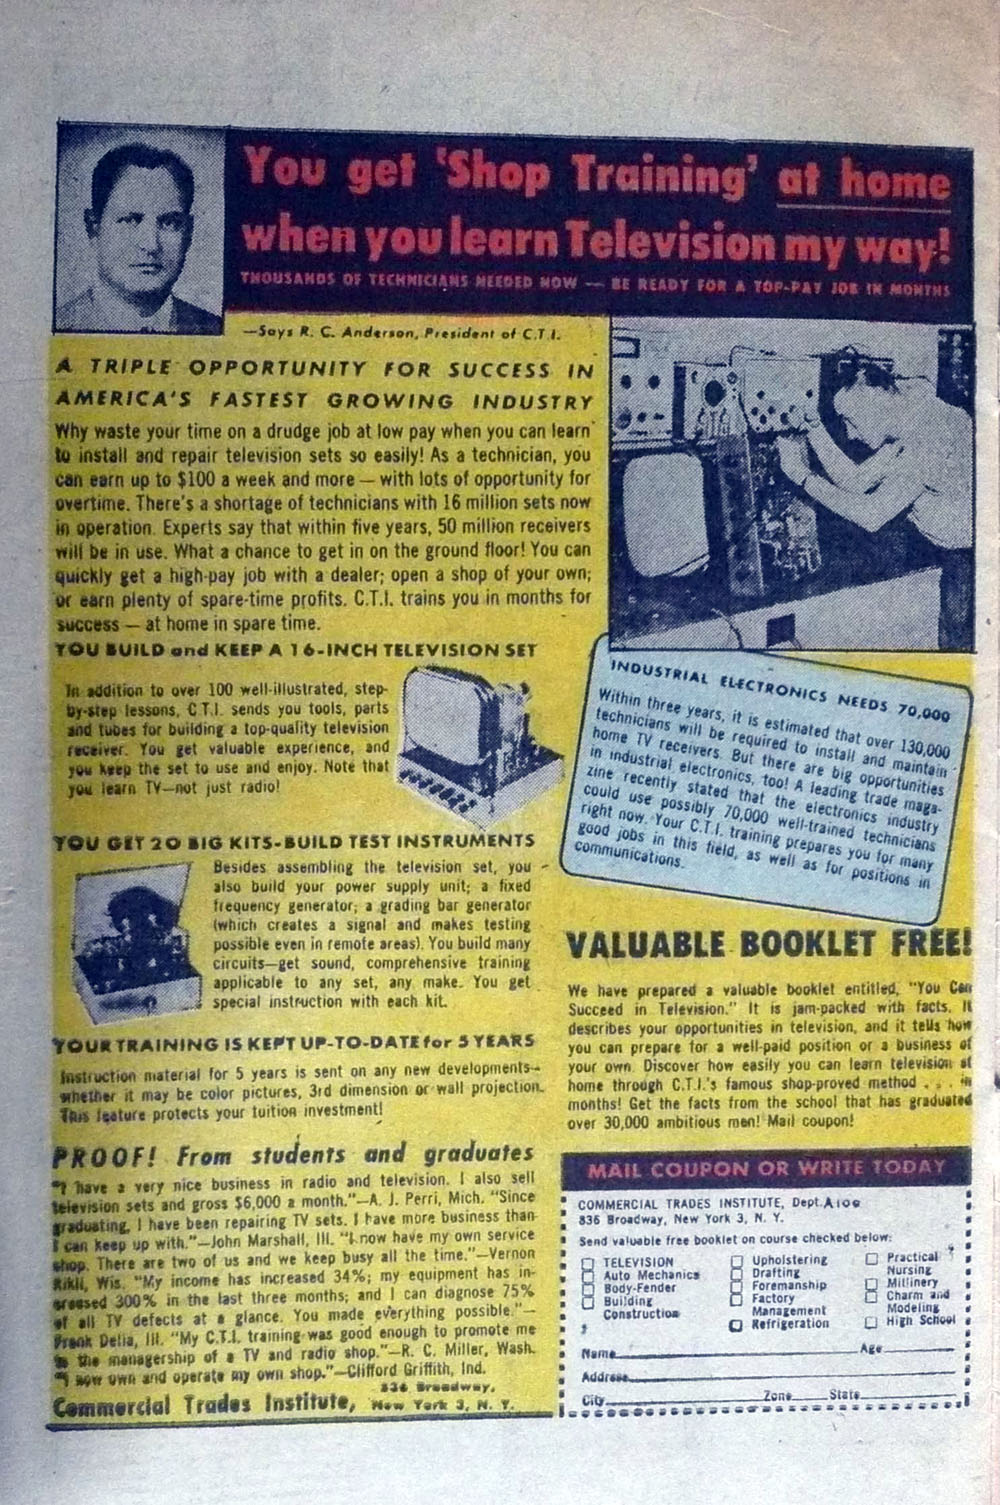 You get 'Shop Training' at home
when you learn Television my way!
THOUSANDS OF TECHNICIANS NEEDED NOW — BE READY FOR A TOP-PAY JOB IN MONTHS
—Says R. C. Anderson, President of C.T.I.
A TRIPLE OPPORTUNITY FOR SUCCESS IN
AMERICA'S FASTEST GROWING INDUSTRY
Why waste your time on a drudge job at low pay when you can learn
to install and repair television sets so easily! As a technician, you
can earn up to $100 a week and more — with lots of opportunity for
overtime. There's a shortage of technicians with 16 million sets now
in operation. Experts say that within five years, 50 million receivers
will be in use. What a chance to get in on the ground floor! You can
quickly get a high-pay job with a dealer; open a shop of your own;
or earn plenty of spare-time profits. C.T.I. trains you in months for
success — at home in spare time.
YOU BUILD and KEEP A 16-INCH TELEVISION SET
In addition to over 100 well-illustrated, step-
by-step lessons, C.T.I. sends you tools, parts
and tubes for building a top-quality television
receiver. You get valuable experience, and
you keep the set to use and enjoy. Note that
you learn TV—not just radio!
YOU GET 20 BIG KITS-BUILD TEST INSTRUMENTS
Besides assembling the television set, you
also build your power supply unit; a fixed
frequency generator; a grading bar generator
(which creates a signal and makes testing
possible even in remote areas). You build many
circuits—get sound, comprehensive training
applicable to any set, any make. You get
special instruction with each kit.
YOUR TRAINING IS KEPT UP-TO-DATE for 5 YEARS
Instruction material for 5 years is sent on any new developments—
whether it may be color pictures, 3rd dimension or wall projection.
This feature protects your tuition investment!
PROOF! From students and graduates
"I have a very nice business in radio and television. I also sell
television sets and gross $6,000 a month."—A. J. Perri, Mich. "Since
graduating, I have been repairing TV sets. I have more business than
I can keep up with."—John Marshall, Ill. "I now have my own service
shop. There are two of us and we keep busy all the time."—Vernon
Rikli, Wis. "My income has increased 34%; my equipment has in-
creased 300% in the last three months; and I can diagnose 75%
of all TV defects at a glance. You made everything possible."—
Frank Delia, Ill. "My C.T.I. training was good enough to promote me
to the managership of a TV and radio shop."—R. C. Miller, Wash.
"I now own and operate my own shop."—Clifford Griffith, Ind.
Commercial Trades Institute, 836 Broadway,
New York 3, N. Y.
INDUSTRIAL ELECTRONICS NEEDS 70,000
Within three years, it is estimated that over 130,000
technicians will be required to install and maintain
home TV receivers. But there are big opportunities
in industrial electronics, too! A leading trade maga-
zine recently stated that the electronics industry
could use possibly 70,000 well-trained technicians
right now. Your C.T.I. training prepares you for many
good jobs in this field, as well as for positions in
communications.
VALUABLE BOOKLET FREE!
We have prepared a valuable booklet entitled, "You Can
Succeed in Television." It is jam-packed with facts. It
describes your opportunities in television, and it tells how
you can prepare for a well-paid position or a business of
your own. Discover how easily you can learn television at
home through C.T.I.'s famous shop-proved method . . . in
months! Get the facts from the school that has graduated
over 30,000 ambitious men! Mail coupon!
MAIL COUPON OR WRITE TODAY
COMMERCIAL TRADES INSTITUTE, Dept. A100
836 Broadway, New York 3, N. Y.
Send valuable free booklet on course checked below:
TELEVISION
Auto Mechanics
Body-Fender
Building
Construction
Upholstering
Drafting
Foremanship
Factory
Management
Refrigeration
Practical
Nursing
Millinery
Charm and
Modeling
High School
Name Age
Address
City Zone State